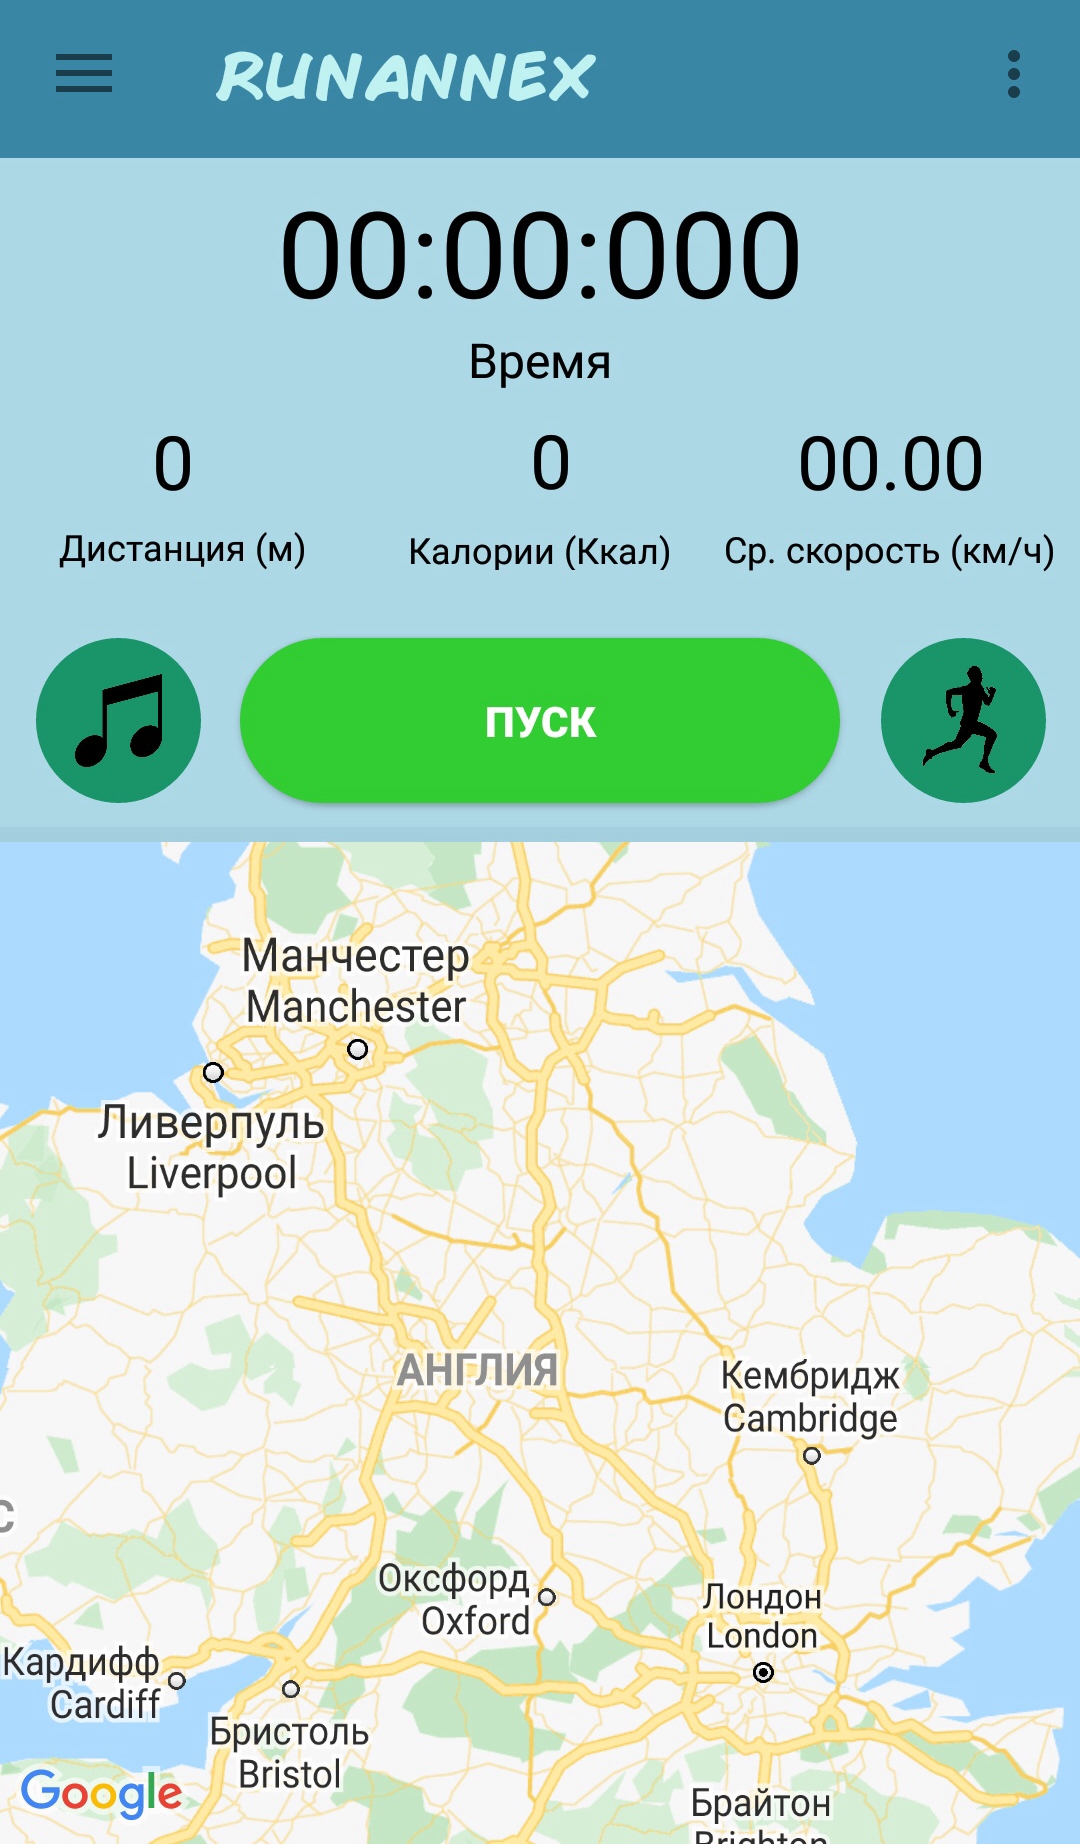 RUNANNEX
00:00:000
Время
0
0
00.00
Дистанция (м)
Калории (Ккал)
Ср. скорость (км/ч)
ПУСК
Манчестер
Manchester
Ливерпуль
Liverpool
АНГЛИЯ
Кембридж
Cambridge
С
Оксфорд
Oxford
Лондон
London
Кардифф
Cardiff
Бристоль
Bristol
Google
Брайтон
Brighton